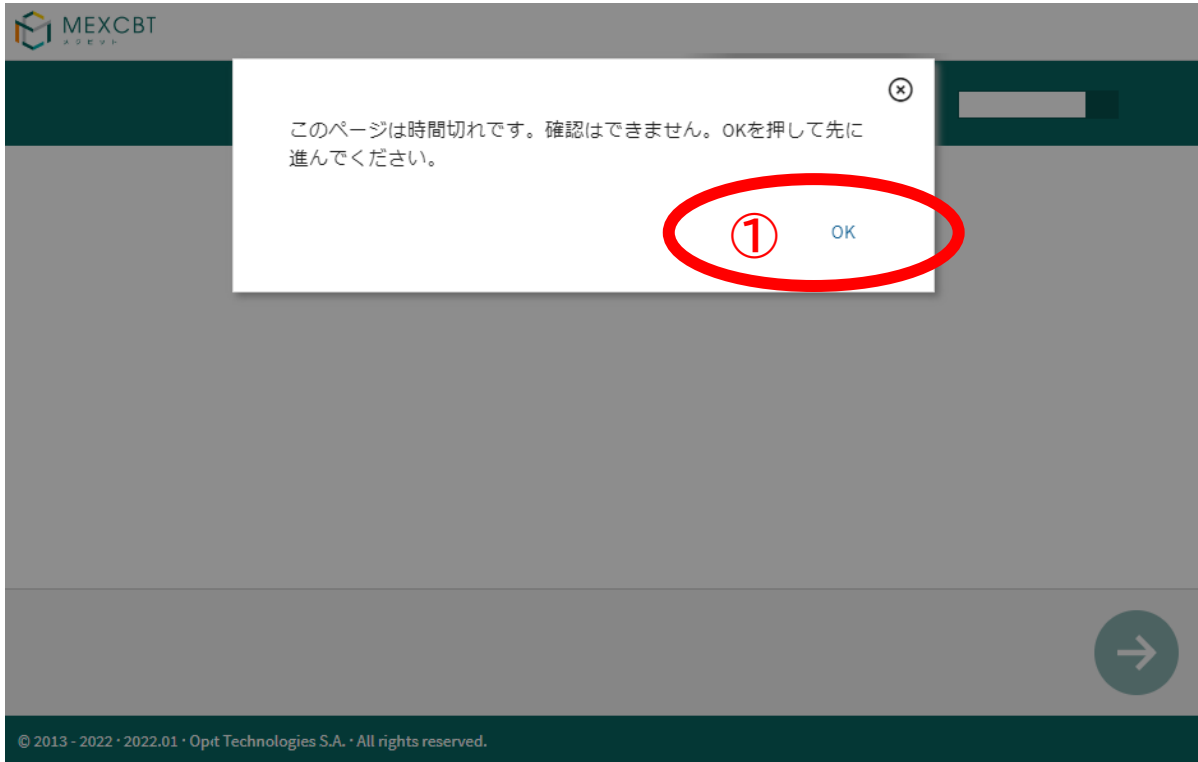 MEXCBT
メクビット
このページは時間切れです。確認はできません。OKを押して先に
進んでください。
① OK
© 2013 - 2022 · 2022.01 · Opıt Technologies S.A. · All rights reserved.